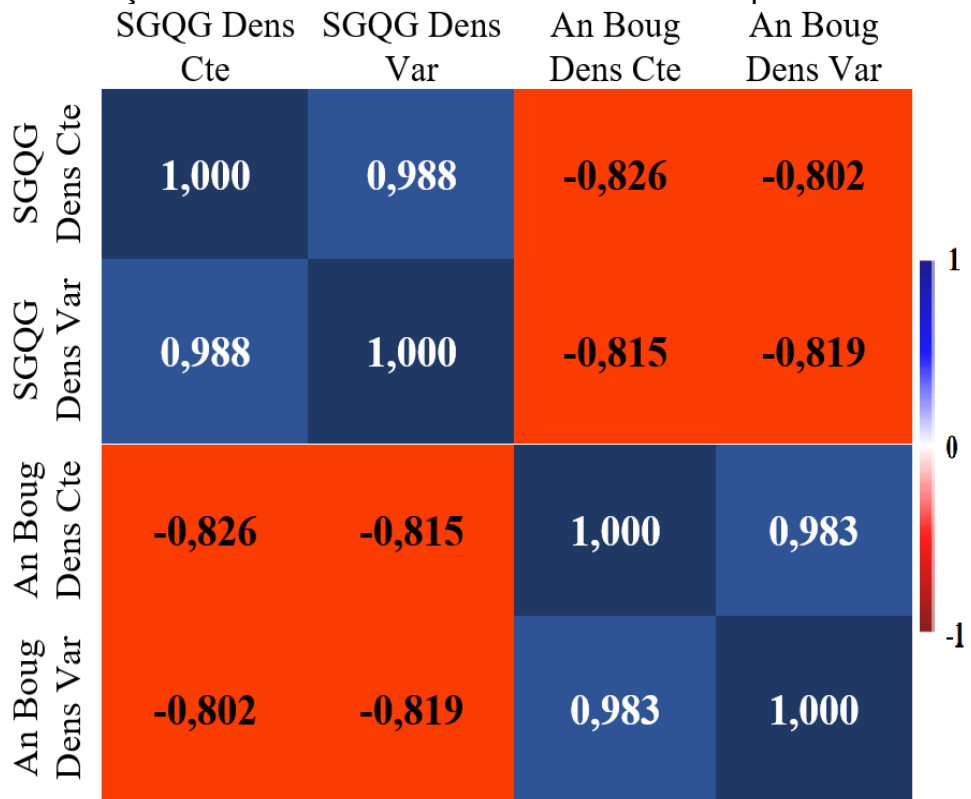 SGQG Dens Cte
SGQG Dens Var
An Boug Dens Cte
An Boug Dens Var
SGQG Dens Cte
1,000 0,988 -0,826 -0,802
SGQG Dens Var
0,988 1,000 -0,815 -0,819
An Boug Dens Cte
-0,826 -0,815 1,000 0,983
An Boug Dens Var
-0,802 -0,819 0,983 1,000
1
0
-1